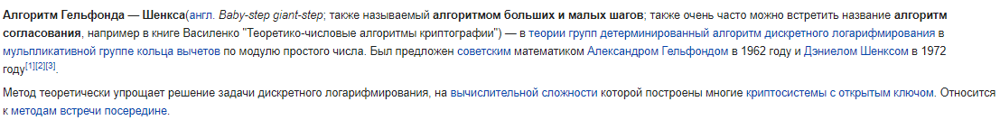 Алгоритм Гельфонда — Шенкса(англ. Baby-step giant-step; также называемый алгоритмом больших и малых шагов; также очень часто можно встретить название алгоритм
согласования, например в книге Василенко "Теоретико-числовые алгоритмы криптографии") — в теории групп детерминированный алгоритм дискретного логарифмирования в
мультипликативной группе кольца вычетов по модулю простого числа. Был предложен советским математиком Александром Гельфондом в 1962 году и Дэниелом Шенксом в 1972
году[1][2][3].
Метод теоретически упрощает решение задачи дискретного логарифмирования, на вычислительной сложности которой построены многие криптосистемы с открытым ключом. Относится
к методам встречи посередине.